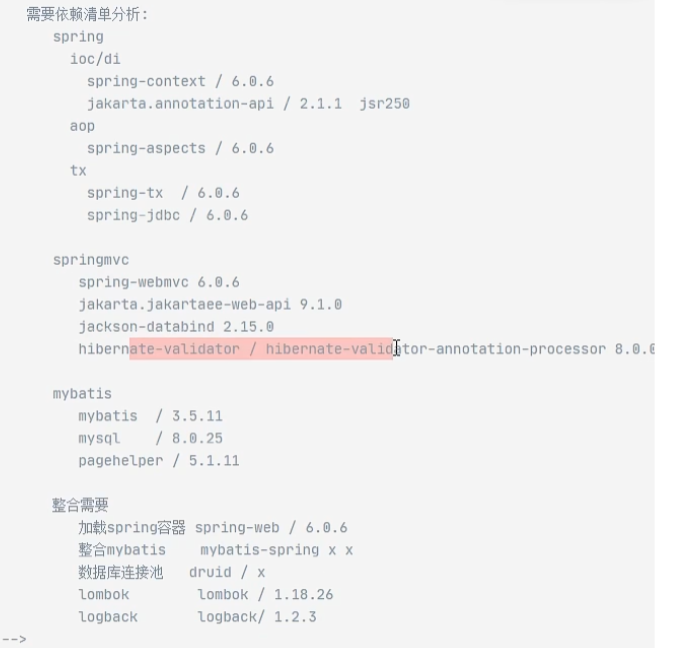 需要依赖清单分析:
spring
ioc/di
spring-context / 6.0.6
jakarta.annotation-api / 2.1.1  jsr250
aop
spring-aspects / 6.0.6
tx
spring-tx  / 6.0.6
spring-jdbc / 6.0.6
springmvc
spring-webmvc 6.0.6
jakarta.jakartaee-web-api 9.1.0
jackson-databind 2.15.0
hibernate-validator / hibernate-validator-annotation-processor 8.0.0
mybatis
mybatis  / 3.5.11
mysql    / 8.0.25
pagehelper / 5.1.11
整合需要
加载spring容器 spring-web / 6.0.6
整合mybatis    mybatis-spring x x
数据库连接池   druid / x
lombok        lombok / 1.18.26
logback       logback/ 1.2.3
-->